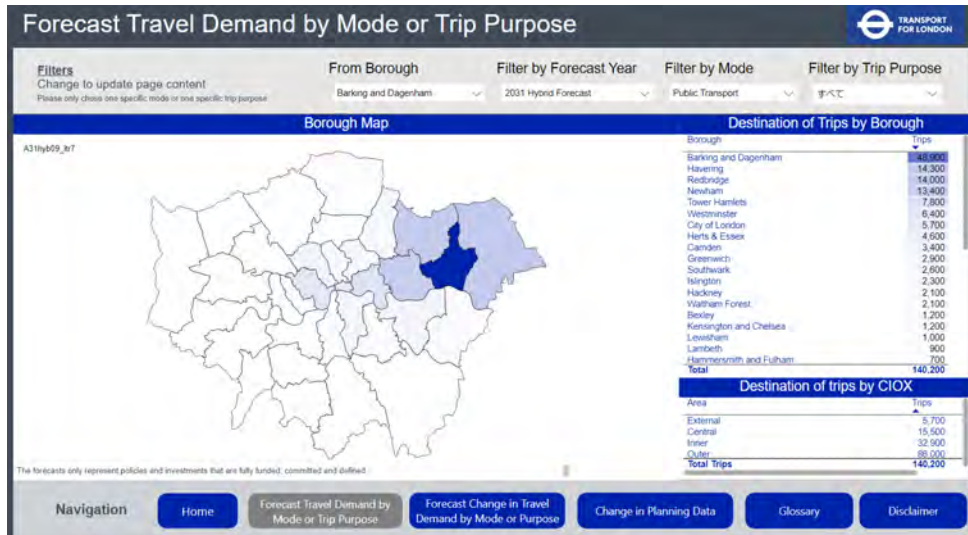 Forecast Travel Demand by Mode or Trip Purpose
TRANSPORT
FOR LONDON
Filters
Change to update page content
Please only chose one specific mode or one specific trip purpose
From Borough
Barking and Dagenham
Filter by Forecast Year
2031 Hybrid Forecast
Filter by Mode
Public Transport
Filter by Trip Purpose
すべて
Borough Map
A31hyb09_ltr7
The forecasts only represent policies and investments that are fully funded, committed and defined
Destination of Trips by Borough
Borough Trips
Barking and Dagenham 48,900
Havering 14,300
Redbridge 14,000
Newham 13,400
Tower Hamlets 7,800
Westminster 6,400
City of London 5,700
Herts & Essex 4,600
Camden 3,400
Greenwich 2,900
Southwark 2,600
Islington 2,300
Hackney 2,100
Waltham Forest 2,100
Bexley 1,200
Kensington and Chelsea 1,200
Lewisham 1,000
Lambeth 900
Hammersmith and Fulham 700
Total 140,200
Destination of trips by CIOX
Area Trips
External 5,700
Central 15,500
Inner 32,900
Outer 86,000
Total Trips 140,200
Navigation
Home
Forecast Travel Demand by
Mode or Trip Purpose
Forecast Change in Travel
Demand by Mode or Purpose
Change in Planning Data
Glossary
Disclaimer